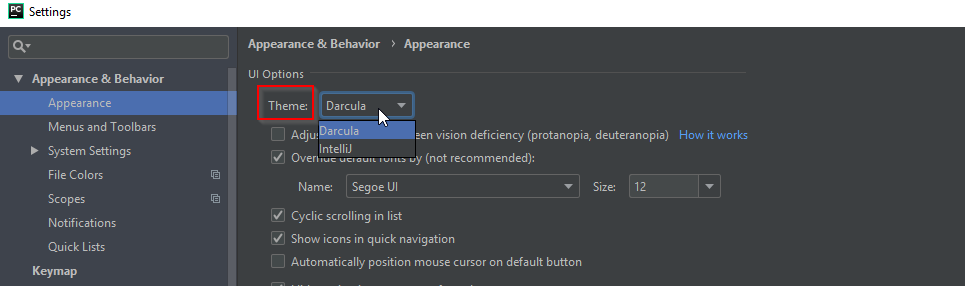 PC Settings
Appearance & Behavior › Appearance
Appearance & Behavior
Appearance
Menus and Toolbars
System Settings
File Colors
Scopes
Notifications
Quick Lists
Keymap
UI Options
Theme: Darcula
Darcula
IntelliJ
Adjus een vision deficiency (protanopia, deuteranopia) How it works
Override default fonts by (not recommended):
Name: Segoe UI Size: 12
Cyclic scrolling in list
Show icons in quick navigation
Automatically position mouse cursor on default button